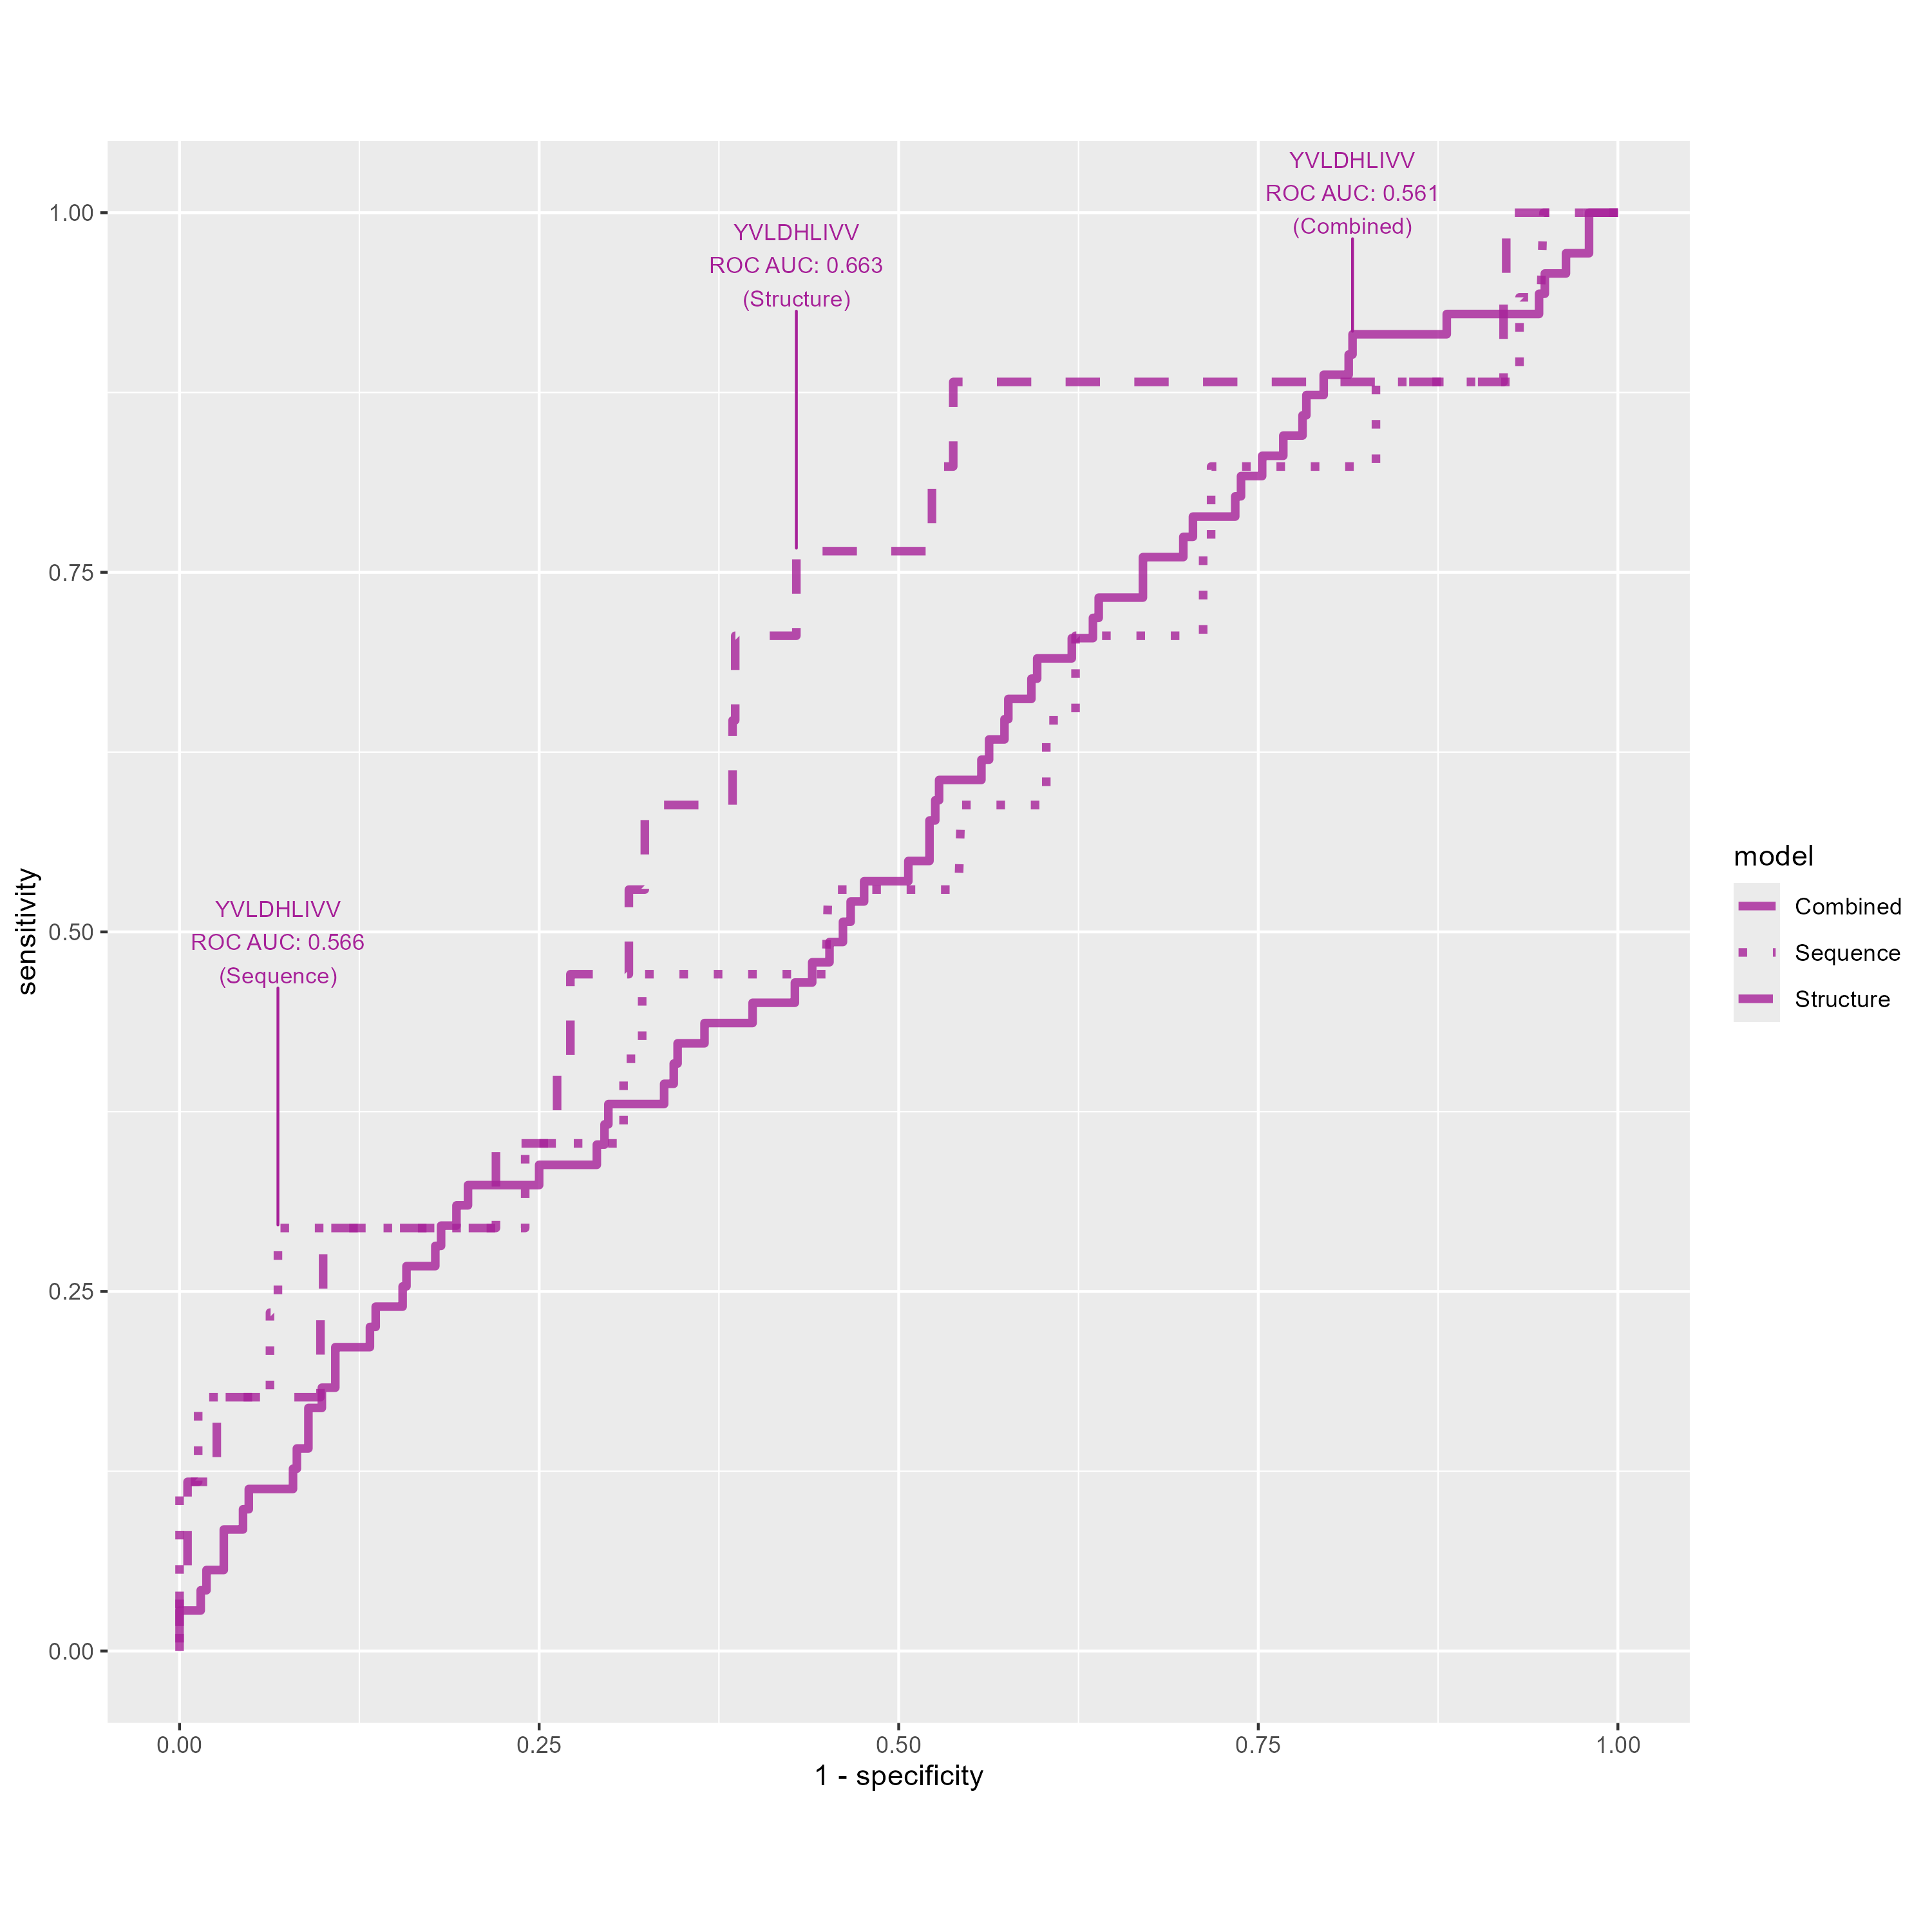 YVLDHLIVV
ROC AUC: 0.561
(Combined)
YVLDHLIVV
ROC AUC: 0.663
(Structure)
YVLDHLIVV
ROC AUC: 0.566
(Sequence)
1.00
0.75
0.50
0.25
0.00
sensitivity
0.00
0.25
0.50
0.75
1.00
1 - specificity
model
Combined
Sequence
Structure